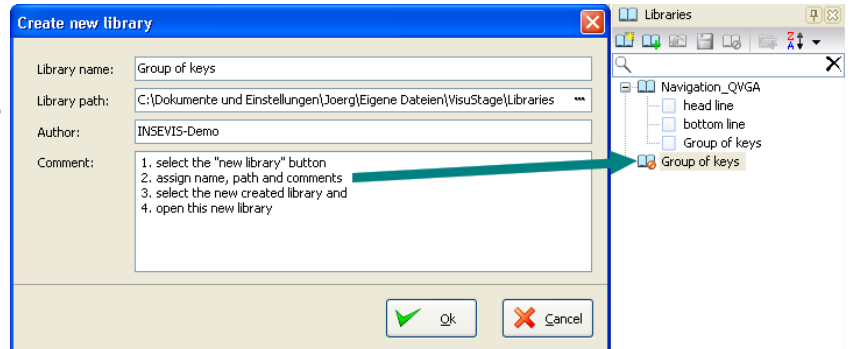 Create new library
Library name:
Group of keys
Library path:
C:\Dokumente und Einstellungen\Joerg\Eigene Dateien\VisuStage\Libraries
Author:
INSEVIS-Demo
Comment:
1. select the "new library" button
2. assign name, path and comments
3. select the new created library and
4. open this new library
Ok
Cancel
Libraries
Navigation_QVGA
head line
bottom line
Group of keys
Group of keys